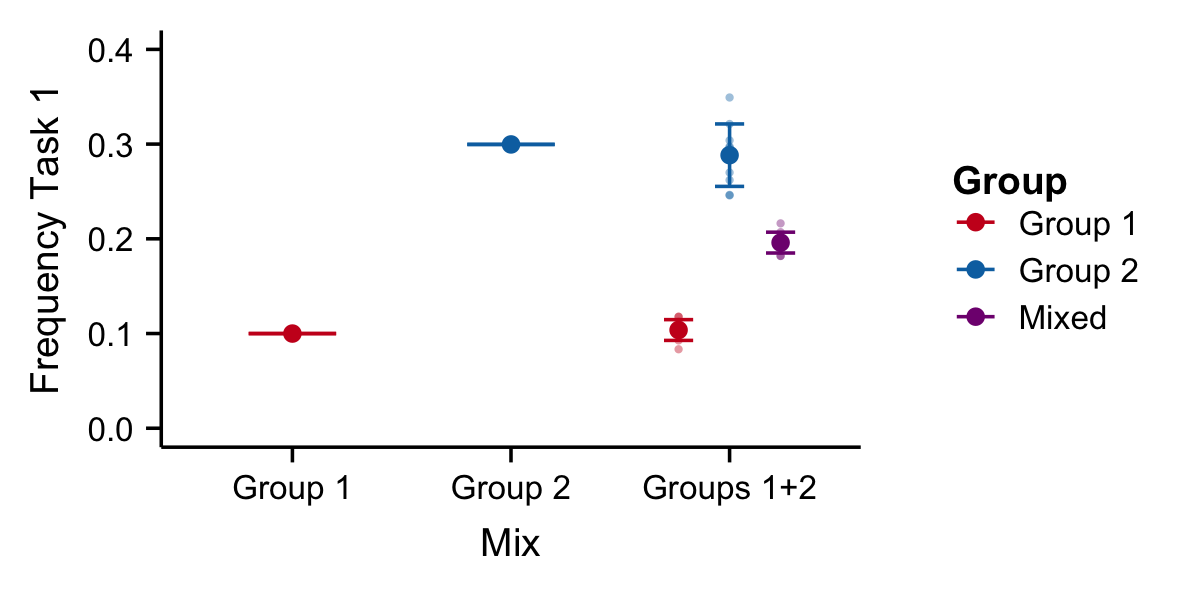 Frequency Task 1
0.4
0.3
0.2
0.1
0.0
Group 1
Group 2
Groups 1+2
Mix
Group
Group 1
Group 2
Mixed